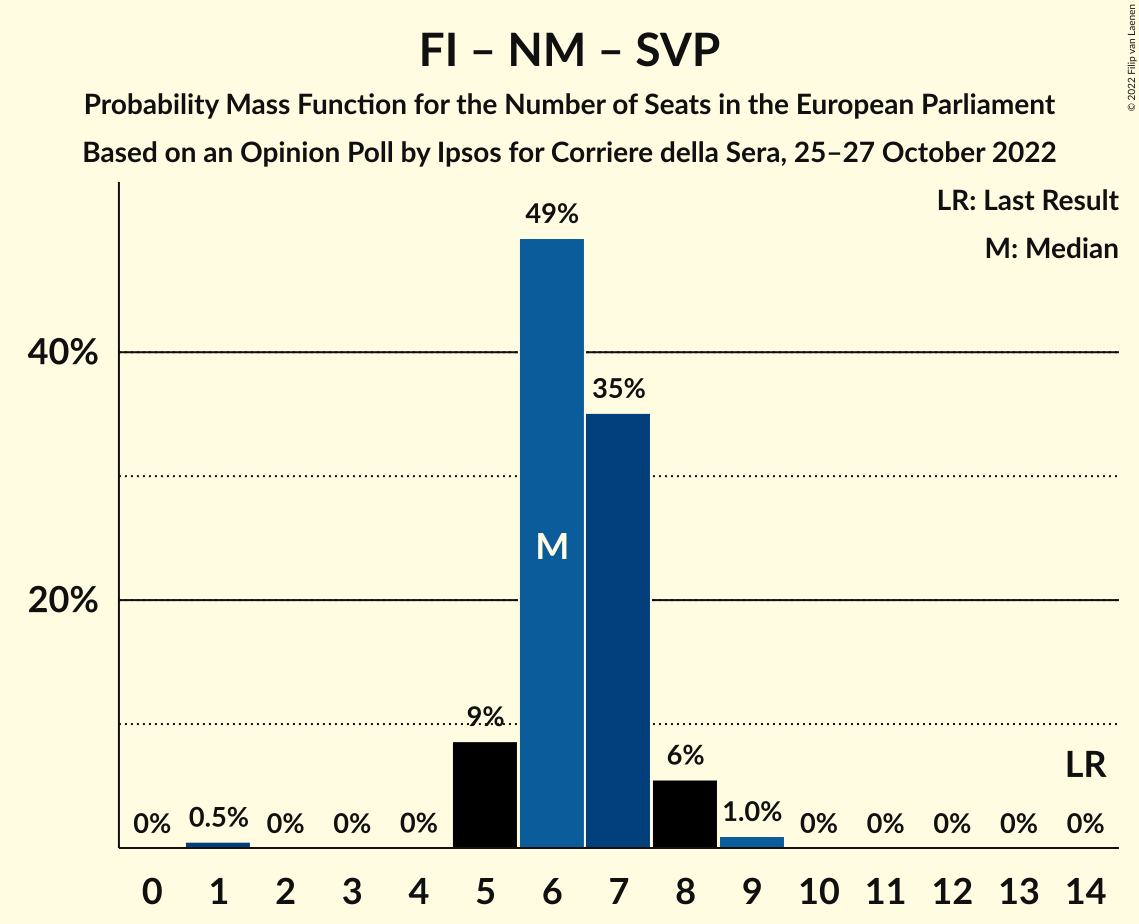 FI – NM – SVP
Probability Mass Function for the Number of Seats in the European Parliament
Based on an Opinion Poll by Ipsos for Corriere della Sera, 25–27 October 2022
© 2022 Filip van Laenen
LR: Last Result
M: Median
49%
40%
35%
M
20%
9%
6%
LR
0% 0.5% 0% 0% 0% 1.0% 0% 0% 0% 0% 0%
0 1 2 3 4 5 6 7 8 9 10 11 12 13 14